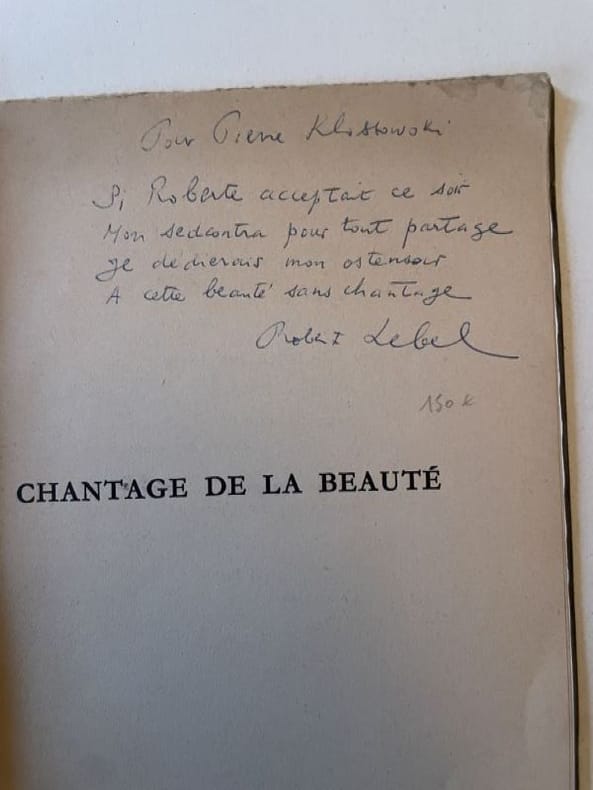 Pour Pierre Klossowski
Si Roberte acceptait ce soir
Mon sedcontra pour tout partage
Je dédierais mon ostensoir
A cette beauté sans chantage
Robert Lebel
150 k
CHANTAGE DE LA BEAUTÉ